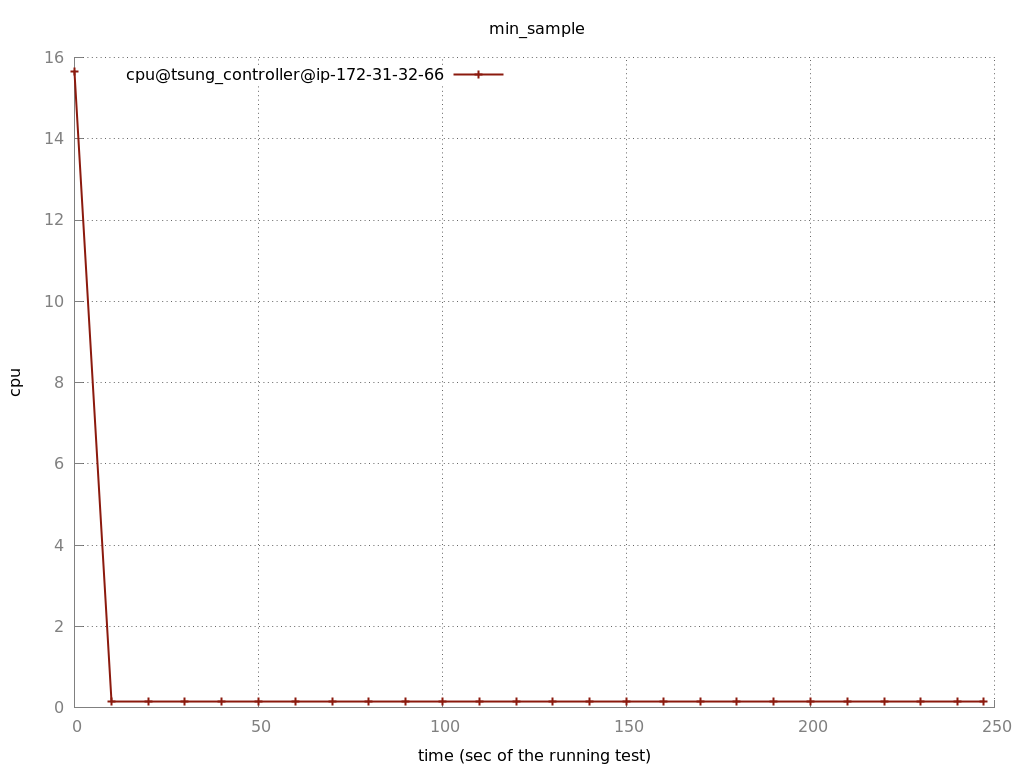 min_sample
cpu@tsung_controller@ip-172-31-32-66
16
14
12
10
8
6
4
2
0
cpu
0 50 100 150 200 250
time (sec of the running test)